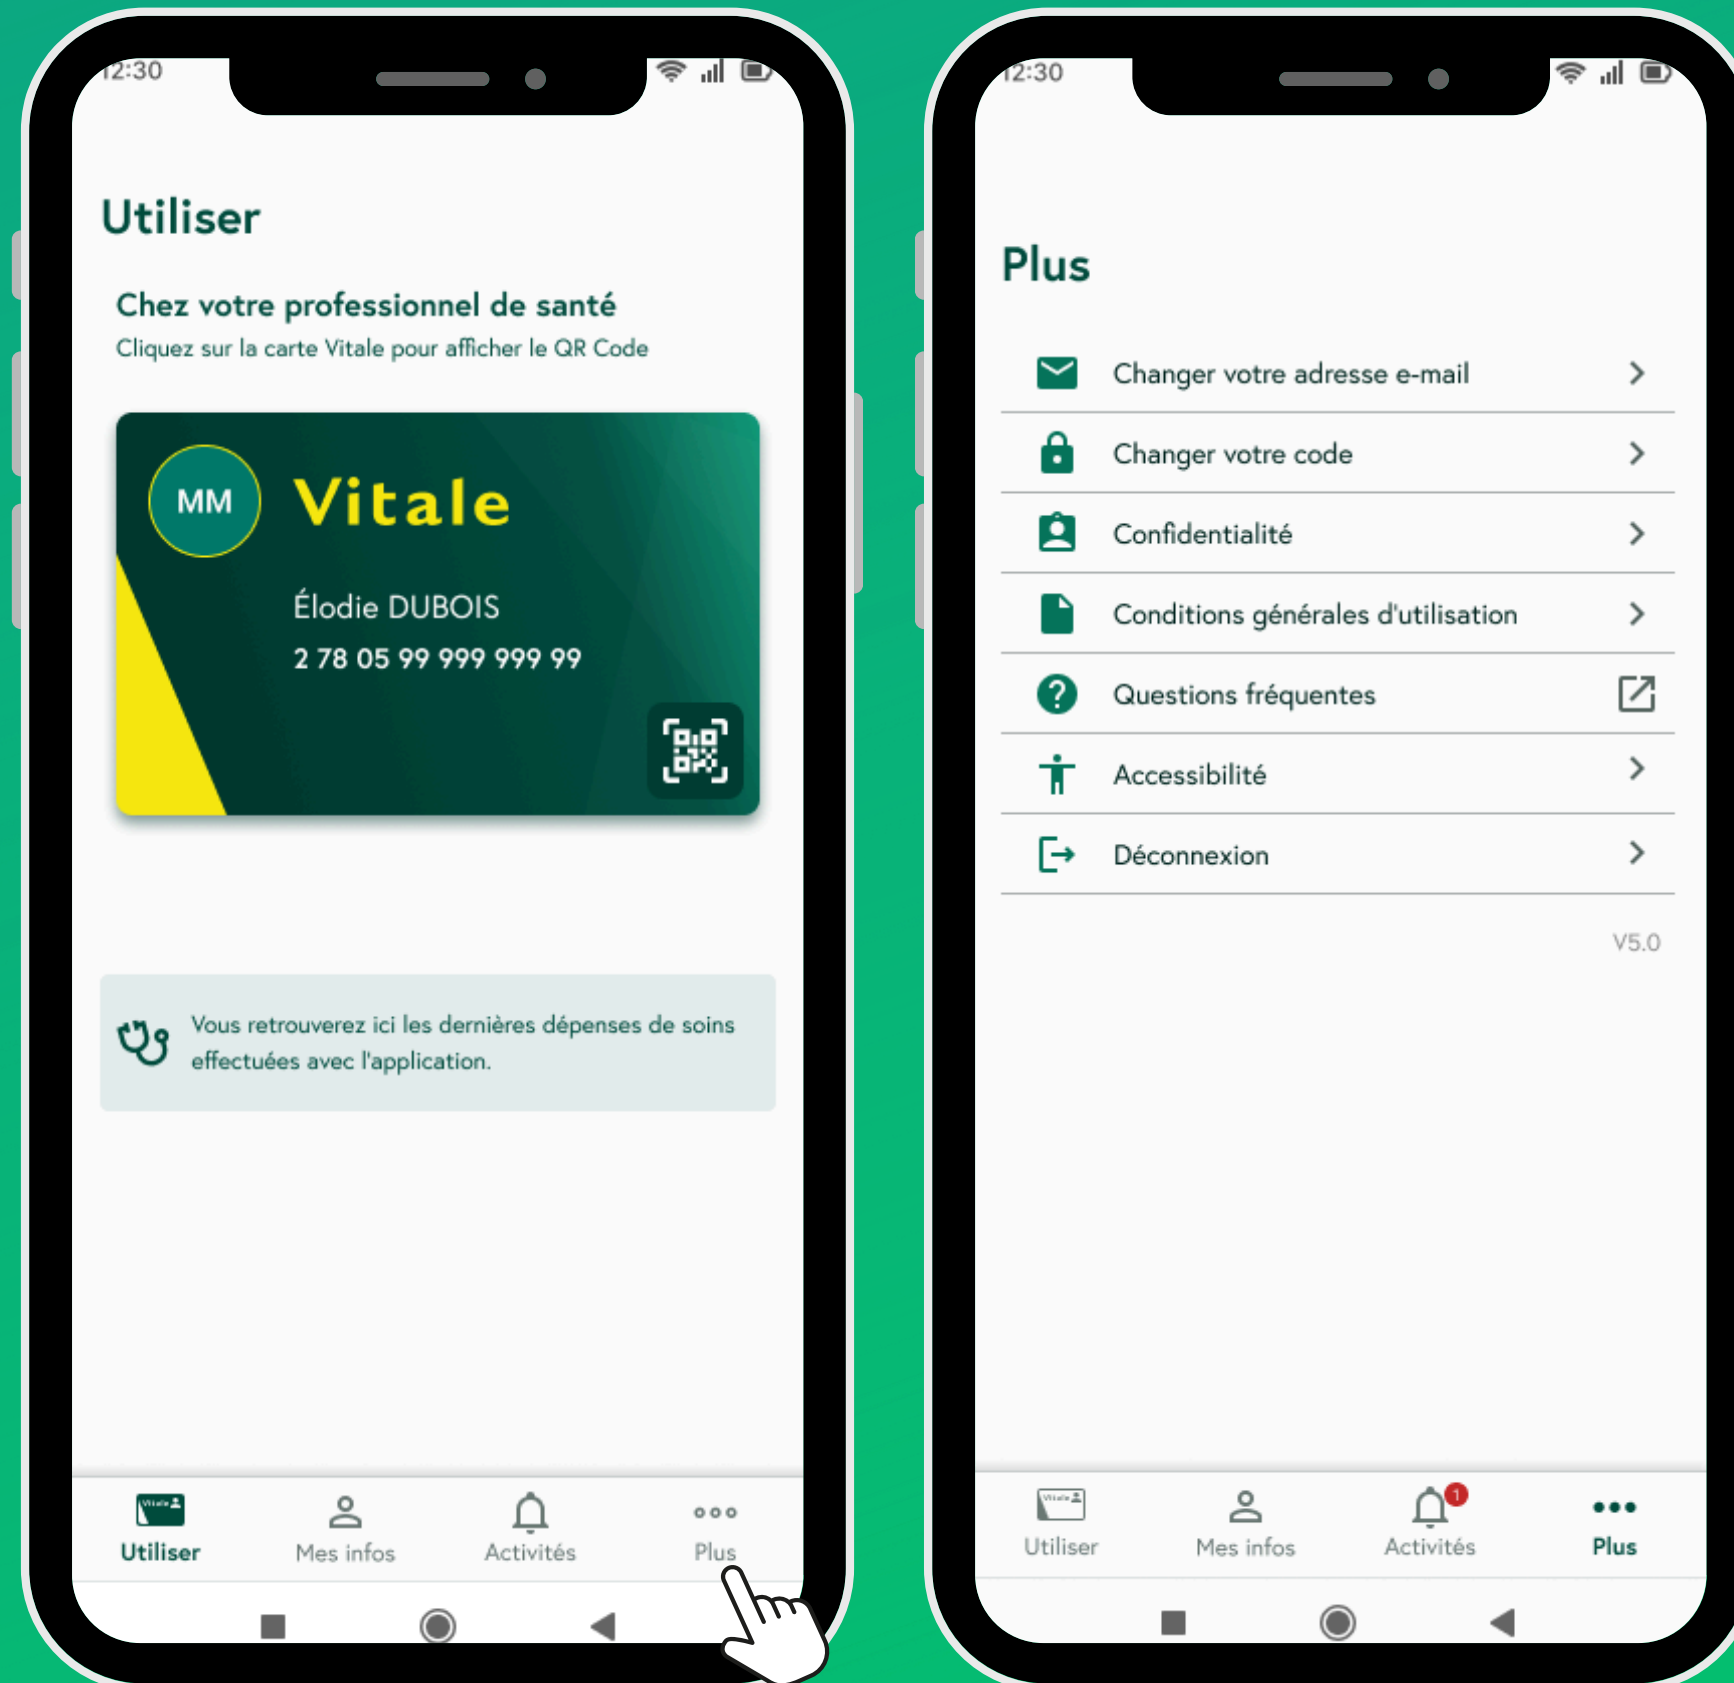 12:30
Utiliser
Chez votre professionnel de santé
Cliquez sur la carte Vitale pour afficher le QR Code
MM
Vitale
Élodie DUBOIS
2 78 05 99 999 999 99
Vous retrouverez ici les dernières dépenses de soins
effectuées avec l'application.
Vitale
Utiliser
Mes infos
Activités
Plus
12:30
Plus
Changer votre adresse e-mail
Changer votre code
Confidentialité
Conditions générales d'utilisation
Questions fréquentes
Accessibilité
Déconnexion
V5.0
Vitale
1
Utiliser
Mes infos
Activités
Plus